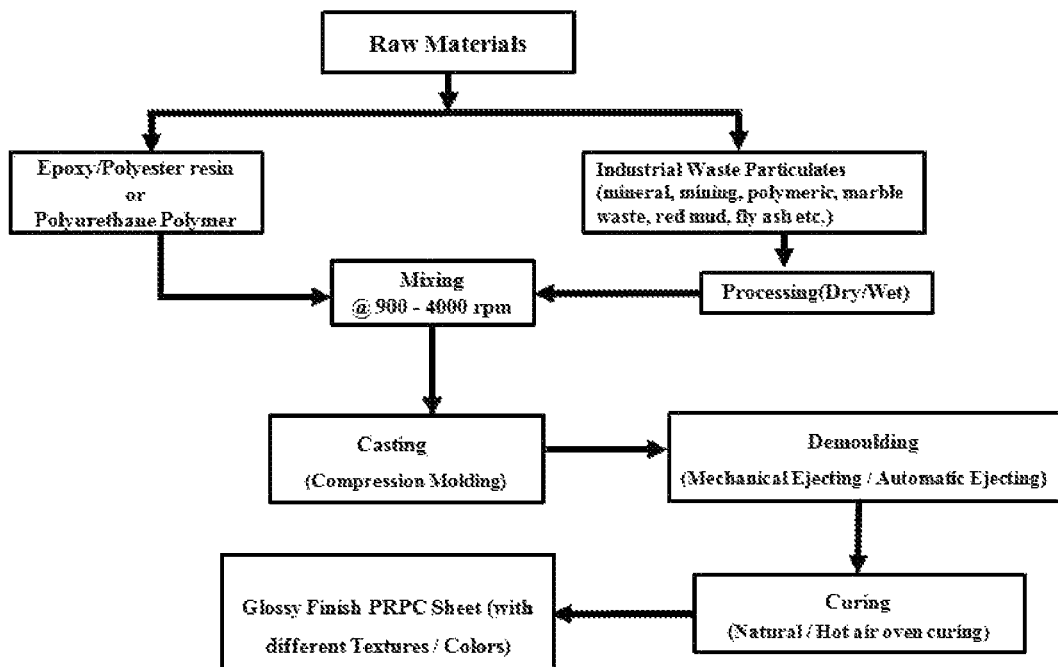 Raw Materials
Epoxy/Polyester resin
or
Polyurethane Polymer
Industrial Waste Particulates
(mineral, mining, polymeric, marble
waste, red mud, fly ash etc.)
Mixing
@ 900 - 4000 rpm
Processing(Dry/Wet)
Casting
(Compression Molding)
Demoulding
(Mechanical Ejecting / Automatic Ejecting)
Glossy Finish PRPC Sheet (with
different Textures / Colors)
Curing
(Natural / Hot air oven curing)